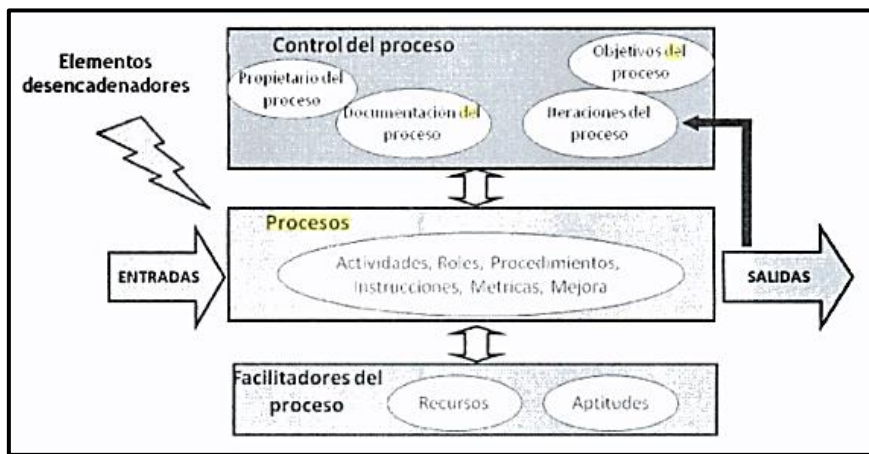 Elementos
desencadenadores
Control del proceso
Propietario del
proceso
Documentacion del
proceso
Objetivos del
proceso
Iteraciones del
proceso
Procesos
Actividades, Roles, Procedimientos,
Instrucciones, Metricas, Mejora
ENTRADAS
SALIDAS
Facilitadores del
proceso
Recursos
Aptitudes